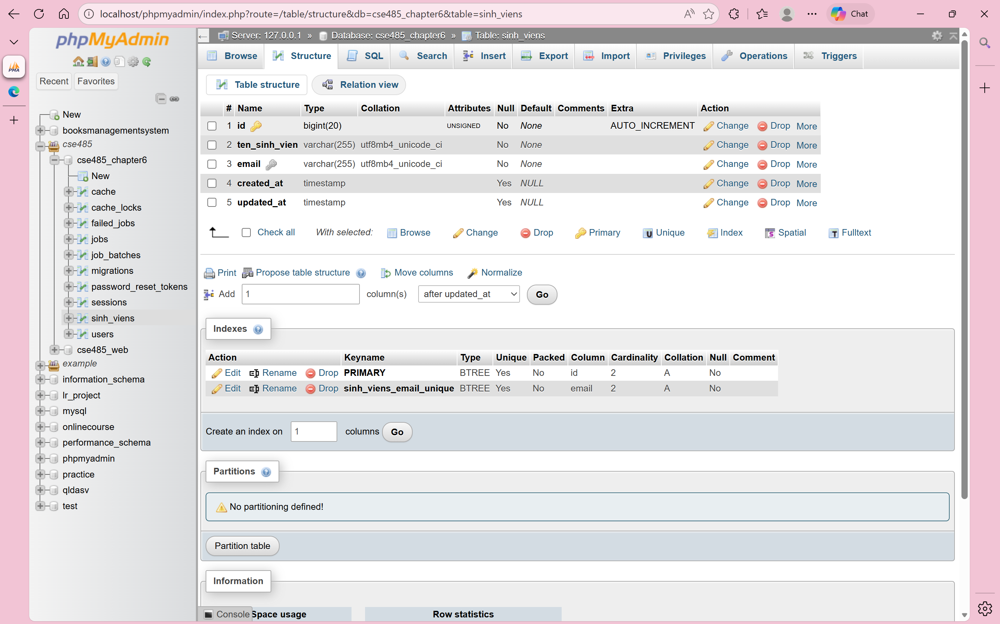 localhost/phpmyadmin/index.php?route=/table/structure&db=cse485_chapter6&table=sinh_viens
Chat
PMA
phpMyAdmin
Recent
Favorites
New
booksmanagementsystem
cse485
cse485_chapter6
New
cache
cache_locks
failed_jobs
jobs
job_batches
migrations
password_reset_tokens
sessions
sinh_viens
users
cse485_web
example
information_schema
lr_project
mysql
onlinecourse
performance_schema
phpmyadmin
practice
qldasv
test
Server: 127.0.0.1 » Database: cse485_chapter6 » Table: sinh_viens
Browse Structure SQL Search Insert Export Import Privileges Operations Triggers
Table structure Relation view
# Name Type Collation Attributes Null Default Comments Extra Action
1 id bigint(20) UNSIGNED No None AUTO_INCREMENT Change Drop More
2 ten_sinh_vien varchar(255) utf8mb4_unicode_ci No None Change Drop More
3 email varchar(255) utf8mb4_unicode_ci No None Change Drop More
4 created_at timestamp Yes NULL Change Drop More
5 updated_at timestamp Yes NULL Change Drop More
Check all With selected: Browse Change Drop Primary Unique Index Spatial Fulltext
Print Propose table structure Move columns Normalize
Add 1 column(s) after updated_at Go
Indexes
Action Keyname Type Unique Packed Column Cardinality Collation Null Comment
Edit Rename Drop PRIMARY BTREE Yes No id 2 A No
Edit Rename Drop sinh_viens_email_unique BTREE Yes No email 2 A No
Create an index on 1 columns Go
Partitions
No partitioning defined!
Partition table
Information
Console Space usage Row statistics